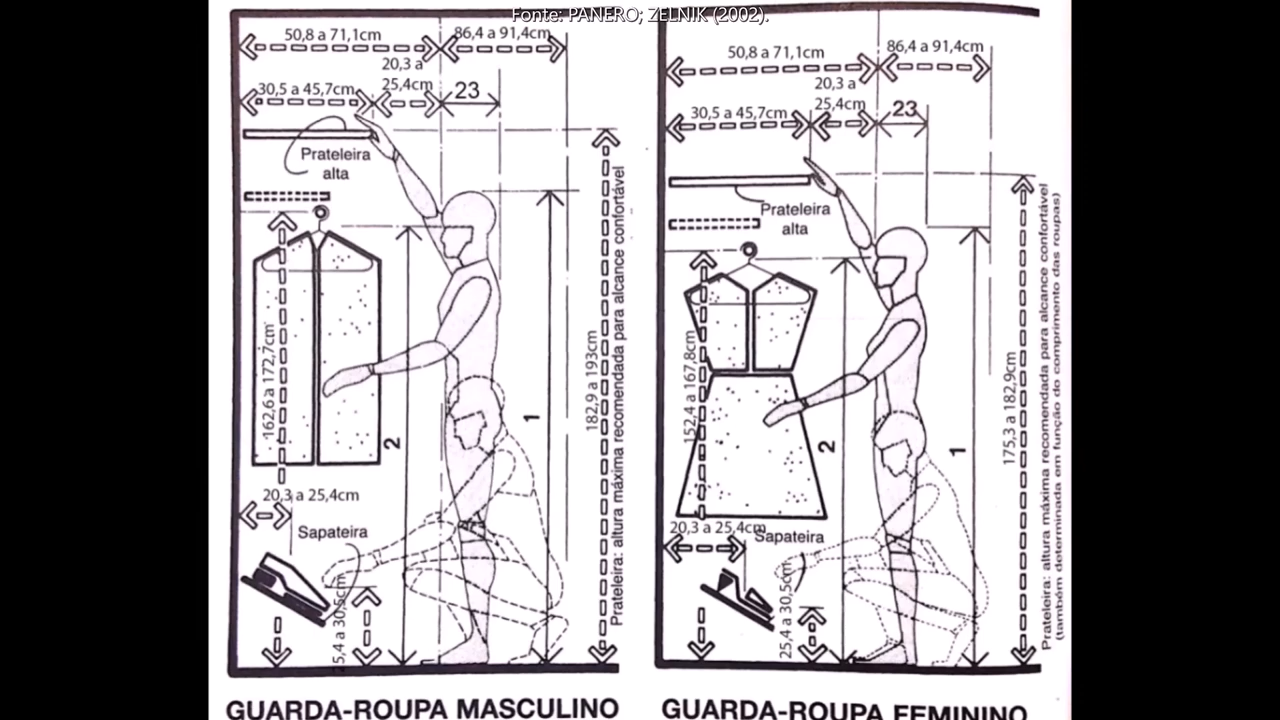 Fonte: PANERO; ZELNIK (2002).
50,8 a 71,1cm
86,4 a 91,4cm
20,3 a
25,4cm
30,5 a 45,7cm
23
Prateleira
alta
162,6 a 172,7cm
2
1
182,9 a 193cm
Prateleira: altura máxima recomendada para alcance confortável
20,3 a 25,4cm
Sapateira
25,4 a 30,5cm
GUARDA-ROUPA MASCULINO
50,8 a 71,1cm
86,4 a 91,4cm
20,3 a
25,4cm
30,5 a 45,7cm
23
Prateleira
alta
152,4 a 167,8cm
2
1
175,3 a 182,9cm
Prateleira: altura máxima recomendada para alcance confortável
(também determinada em função do comprimento das roupas)
20,3 a 25,4cm
Sapateira
25,4 a 30,5cm
GUARDA-ROUPA FEMININO